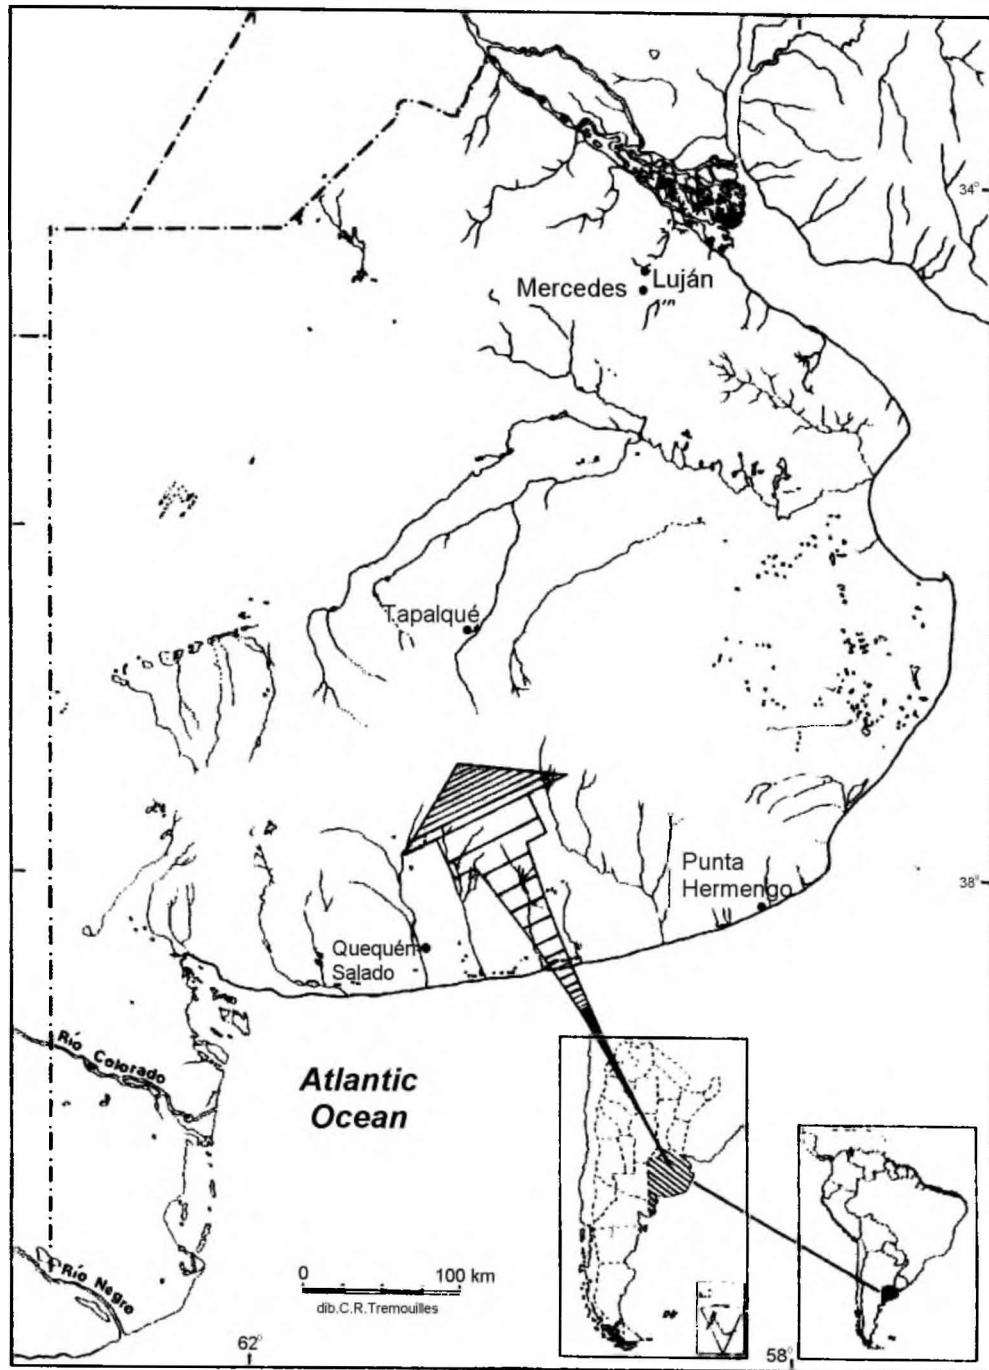 34°
Mercedes
Luján
Tapalqué
Punta
Hermengo
38°
Quequén
Salado
Río Colorado
Atlantic
Ocean
0
100 km
dib.C.R.Tremouilles
Río Negro
62°
58°